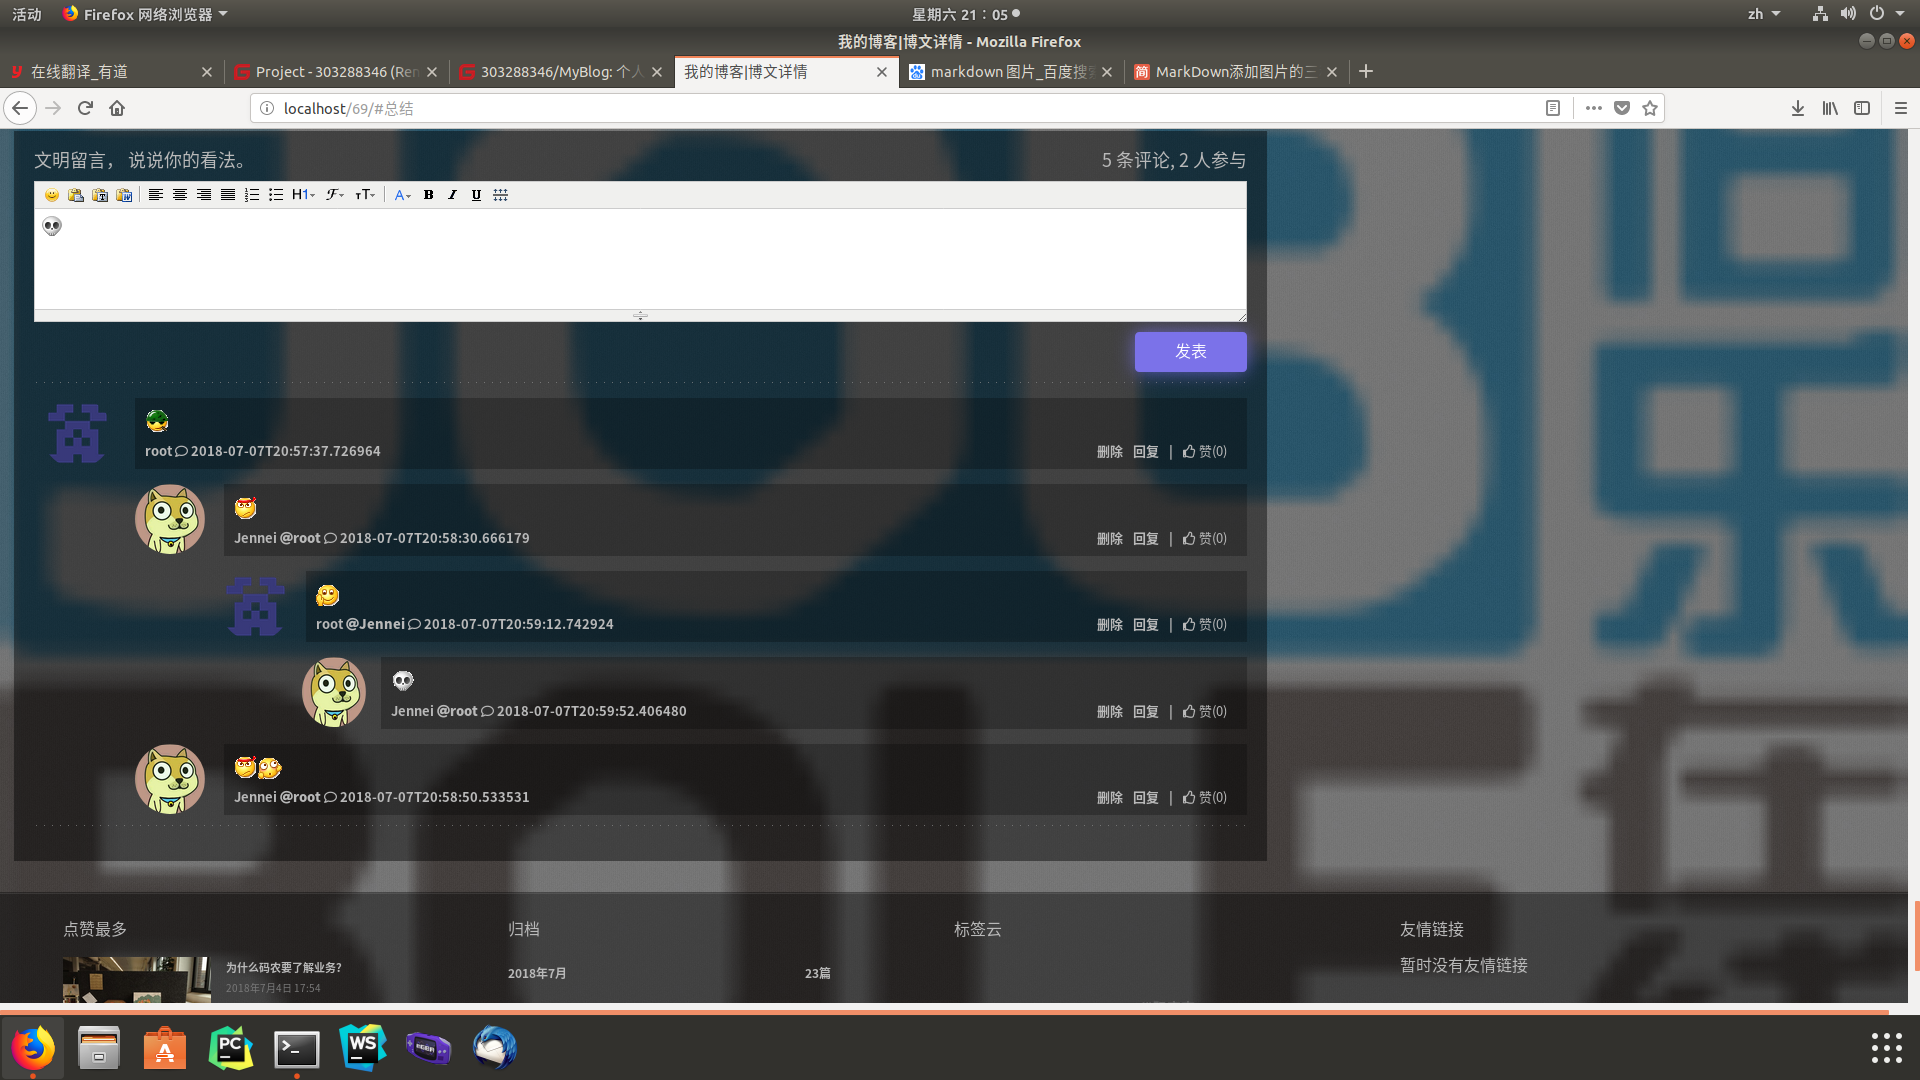 活动 Firefox 网络浏览器 星期六 21：05 zh
我的博客|博文详情 - Mozilla Firefox
在线翻译_有道 Project - 303288346 (Ren 303288346/MyBlog: 个人 我的博客|博文详情 markdown 图片_百度搜索 MarkDown添加图片的三
localhost/69/#总结
文明留言， 说说你的看法。 5 条评论, 2 人参与
H1 A B I U
发表
root 2018-07-07T20:57:37.726964 删除 回复 | 赞(0)
Jennei @root 2018-07-07T20:58:30.666179 删除 回复 | 赞(0)
root @Jennei 2018-07-07T20:59:12.742924 删除 回复 | 赞(0)
Jennei @root 2018-07-07T20:59:52.406480 删除 回复 | 赞(0)
Jennei @root 2018-07-07T20:58:50.533531 删除 回复 | 赞(0)
点赞最多 归档 标签云 友情链接
为什么码农要了解业务? 2018年7月 23篇 暂时没有友情链接
2018年7月4日 17:54
PC WS